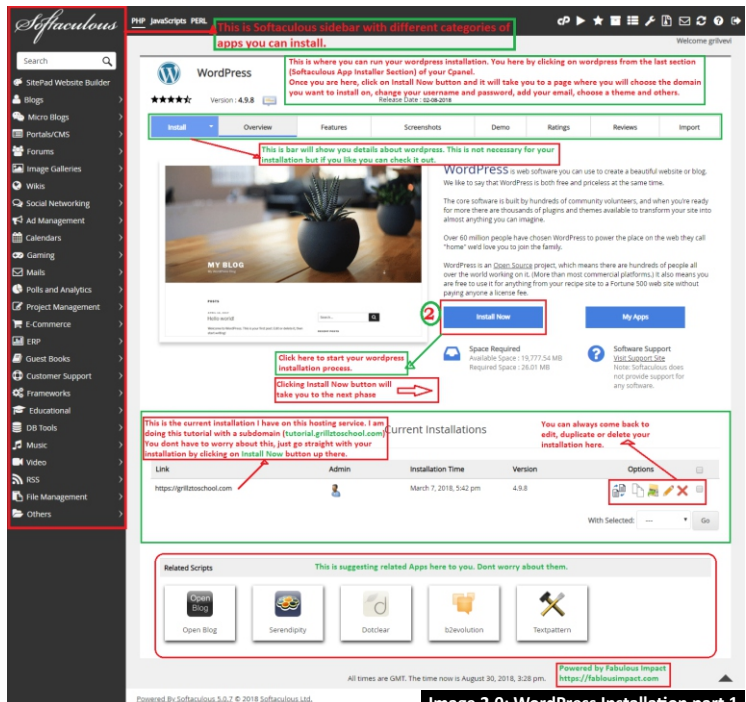 Softaculous
PHP JavaScripts PERL
This is Softaculous sidebar with different categories of
apps you can install.
Welcome grilvevi
Search
SitePad Website Builder
Blogs
Micro Blogs
Portals/CMS
Forums
Image Galleries
Wikis
Social Networking
Ad Management
Calendars
Gaming
Mails
Polls and Analytics
Project Management
E-Commerce
ERP
Guest Books
Customer Support
Frameworks
Educational
DB Tools
Music
Video
RSS
File Management
Others
WordPress
This is where you can run your wordpress installation. You here by clicking on wordpress from the last section
(Softaculous App Installar Section) of your Cpanel.
Once you are here, click on Install Now button and it will take you to a page where you will choose the domain
you want to install on, change your username and password, add your email, choose a theme and others.
Version : 4.9.8
Release Date : 02-08-2018
Install Overview Features Screenshots Demo Ratings Reviews Import
This is bar will show you details about wordpress. This is not necessary for your
installation but if you like you can check it out.
WordPress is web software you can use to create a beautiful website or blog.
We like to say that WordPress is both free and priceless at the same time.
The core software is built by hundreds of community volunteers, and when you're ready
for more there are thousands of plugins and themes available to transform your site into
almost anything you can imagine.
Over 60 million people have chosen WordPress to power the place on the web they call
"home" we'd love you to join the family.
WordPress is an Open Source project, which means there are hundreds of people all
over the world working on it. (More than most commercial platforms.) It also means you
are free to use it for anything from your recipe site to a Fortune 500 web site without
paying anyone a license fee.
MY BLOG
POSTS
Hello world!
Search...
2
Install Now
My Apps
Space Required
Available Space : 19,777.54 MB
Required Space : 26.01 MB
Software Support
Visit Support Site
Note: Softaculous does
not provide support for
any software.
Click here to start your wordpress
installation process.
Clicking Install Now button will
take you to the next phase
This is the current installation I have on this hosting service. I am
doing this tutorial with a subdomain (tutorial.grillztoschool.com)
You dont have to worry about this, just go straight with your
installation by clicking on Install Now button up there.
Current Installations
You can always come back to
edit, duplicate or delete your
installation here.
Link Admin Installation Time Version Options
https://grillztoschool.com March 7, 2018, 5:42 pm 4.9.8
With Selected: --- Go
Related Scripts
This is suggesting related Apps here to you. Dont worry about them.
Open Blog
Open Blog Serendipity Dotclear b2evolution Textpattern
All times are GMT. The time now is August 30, 2018, 3:28 pm.
Powered by Fabulous Impact
https://fablousimpact.com
Powered By Softaculous 5.0.7 © 2018 Softaculous Ltd.
Image 2.0: WordPress Installation part 1